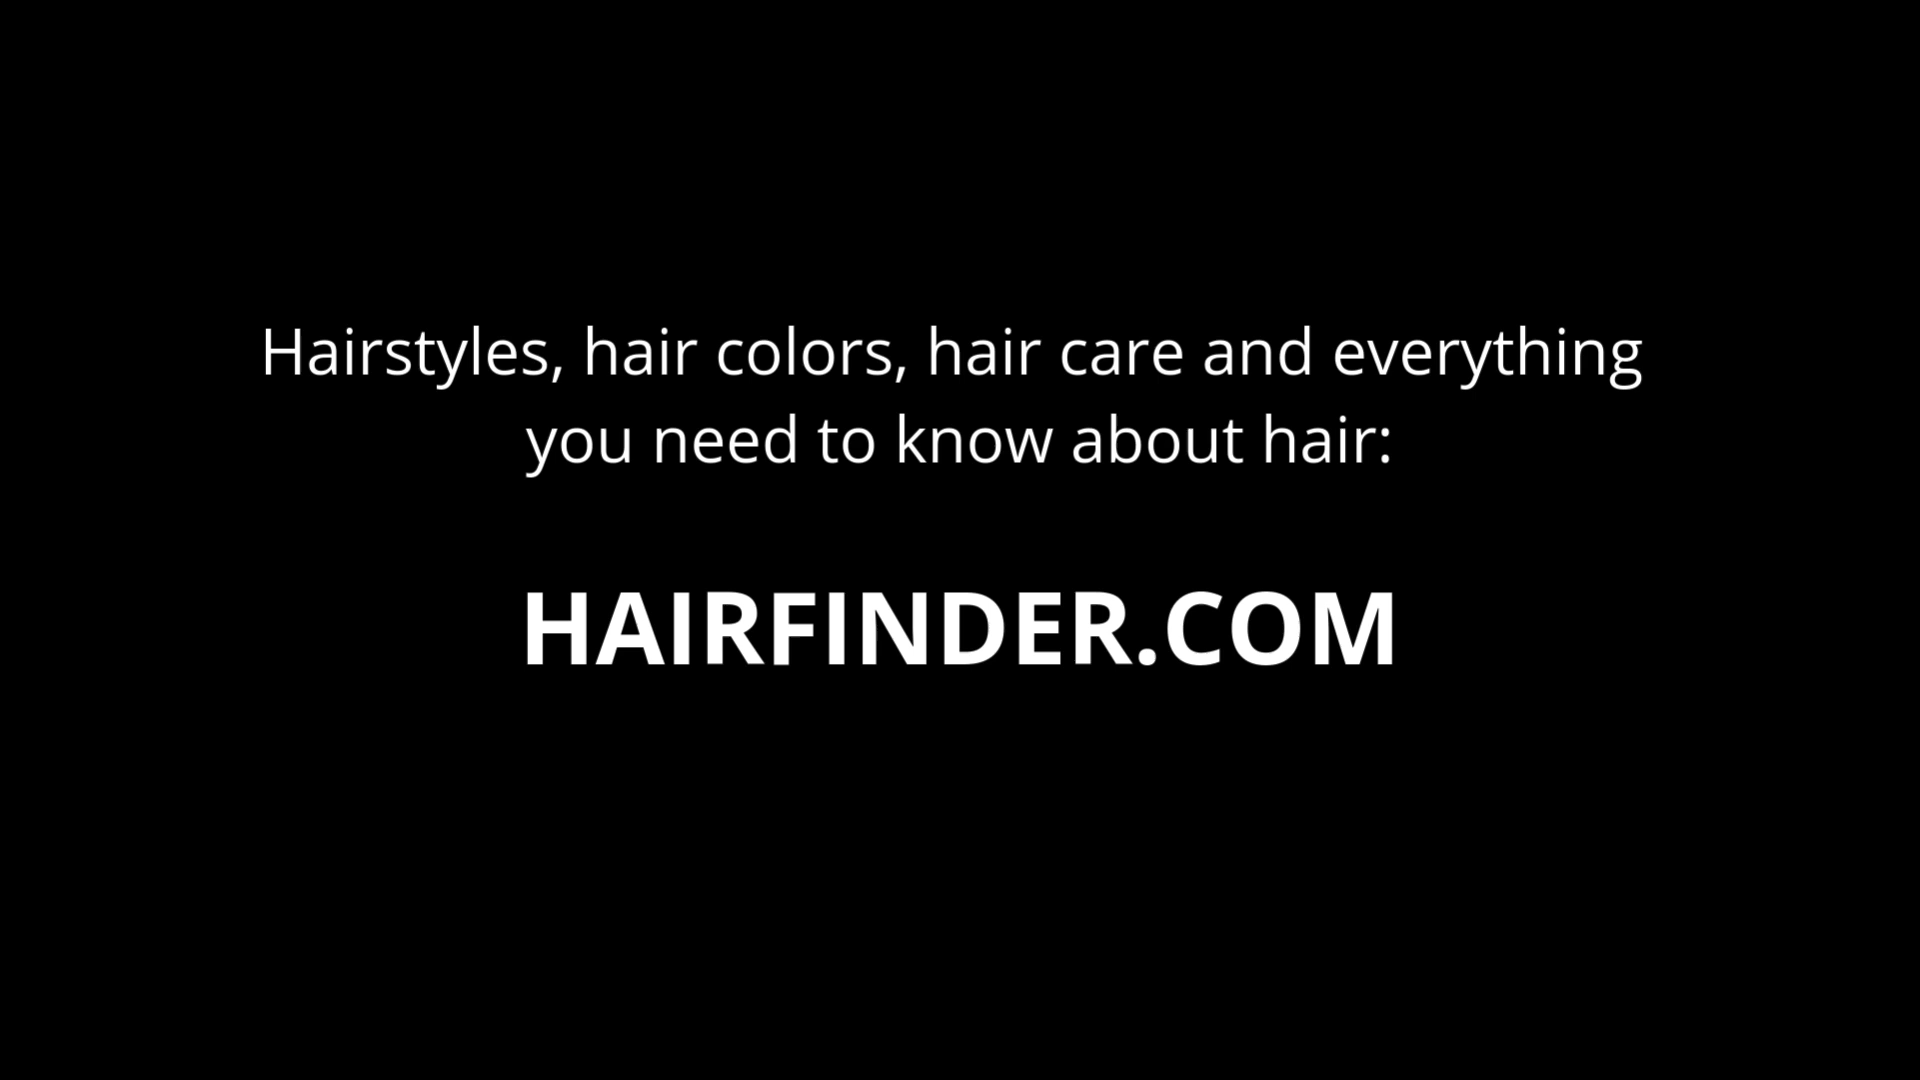 Hairstyles, hair colors, hair care and everything
you need to know about hair:
HAIRFINDER.COM